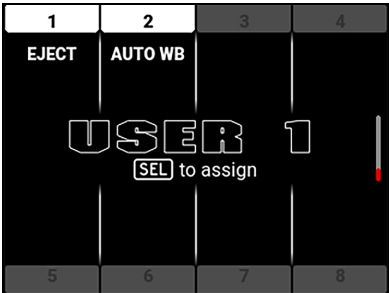 1 2 3 4
EJECT AUTO WB
USER 1
SEL to assign
5 6 7 8